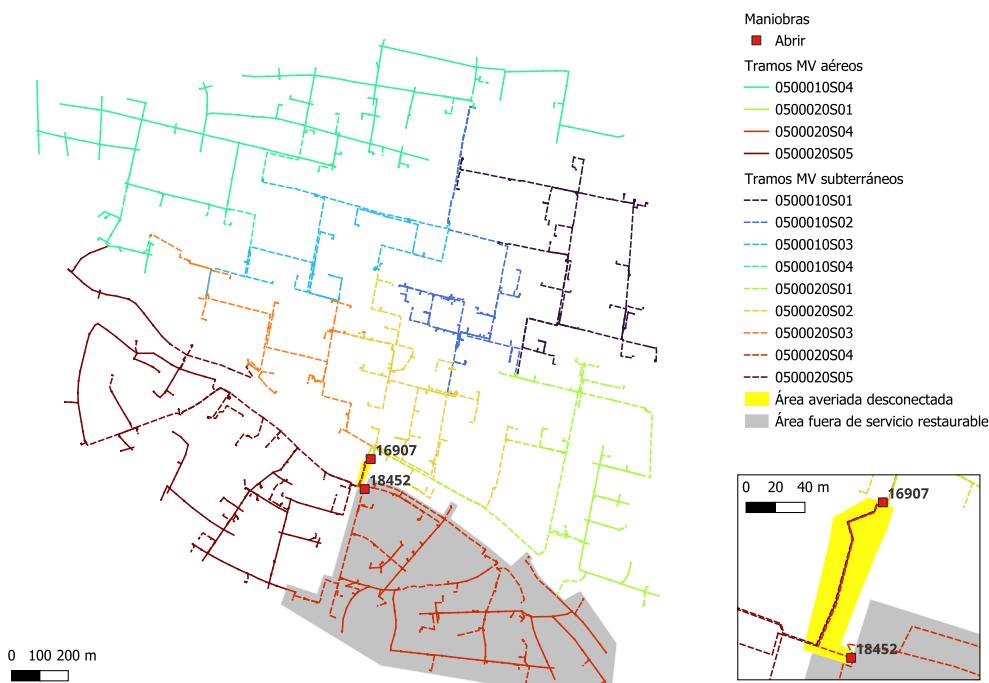 Maniobras
Abrir
Tramos MV aéreos
0500010S04
0500020S01
0500020S04
0500020S05
Tramos MV subterráneos
0500010S01
0500010S02
0500010S03
0500010S04
0500020S01
0500020S02
0500020S03
0500020S04
0500020S05
Área averiada desconectada
Área fuera de servicio restaurable
16907
18452
0 20 40 m
16907
18452
0 100 200 m